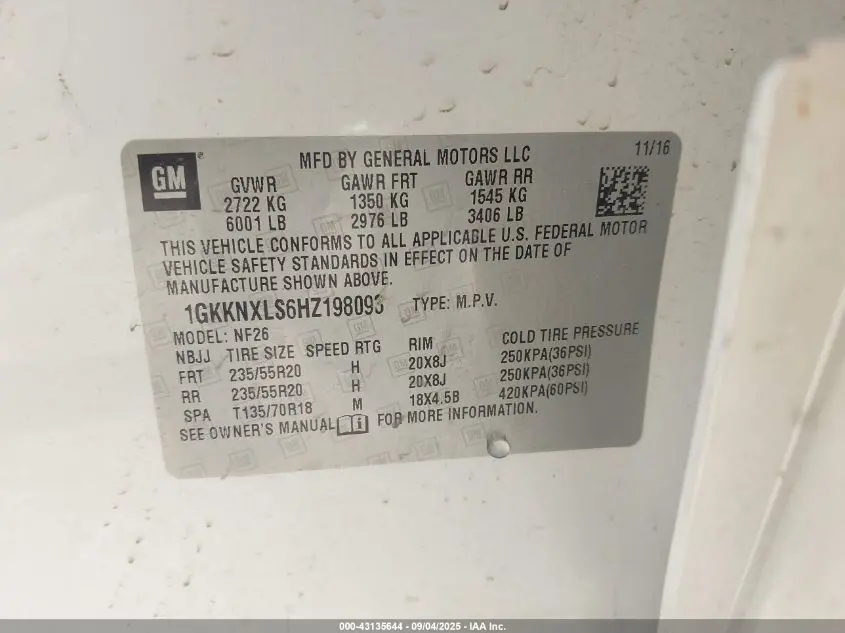 GM
®
MFD BY GENERAL MOTORS LLC
11/16
GVWR GAWR FRT GAWR RR
2722 KG 1350 KG 1545 KG
6001 LB 2976 LB 3406 LB
THIS VEHICLE CONFORMS TO ALL APPLICABLE U.S. FEDERAL MOTOR
VEHICLE SAFETY STANDARDS IN EFFECT ON THE DATE OF
MANUFACTURE SHOWN ABOVE.
1GKKNXLS6HZ198093 TYPE: M.P.V.
MODEL: NF26
NBJJ TIRE SIZE SPEED RTG RIM COLD TIRE PRESSURE
FRT 235/55R20 H 20X8J 250KPA(36PSI)
RR 235/55R20 H 20X8J 250KPA(36PSI)
SPA T135/70R18 M 18X4.5B 420KPA(60PSI)
SEE OWNER'S MANUAL FOR MORE INFORMATION.
000-43135644 - 09/04/2025 - IAA Inc.